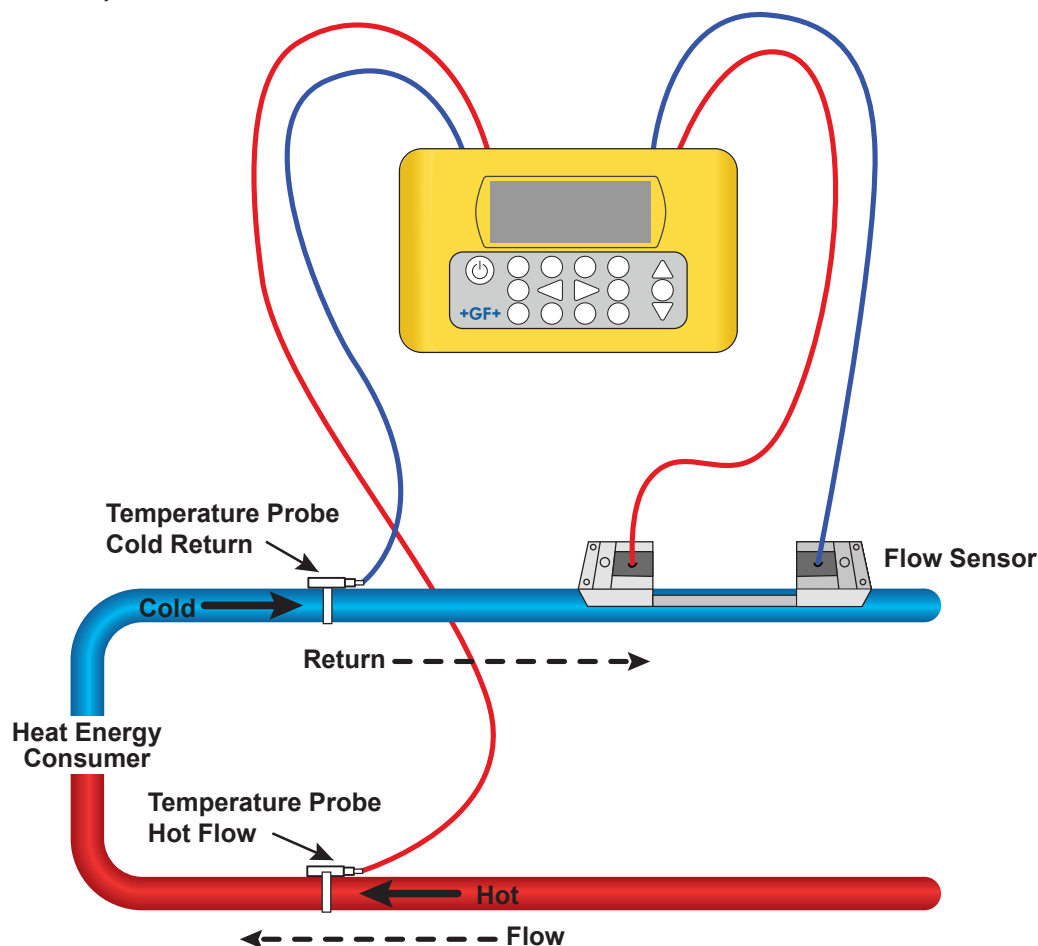 +GF+
Temperature Probe
Cold Return
Flow Sensor
Cold
Return
Heat Energy
Consumer
Temperature Probe
Hot Flow
Hot
Flow